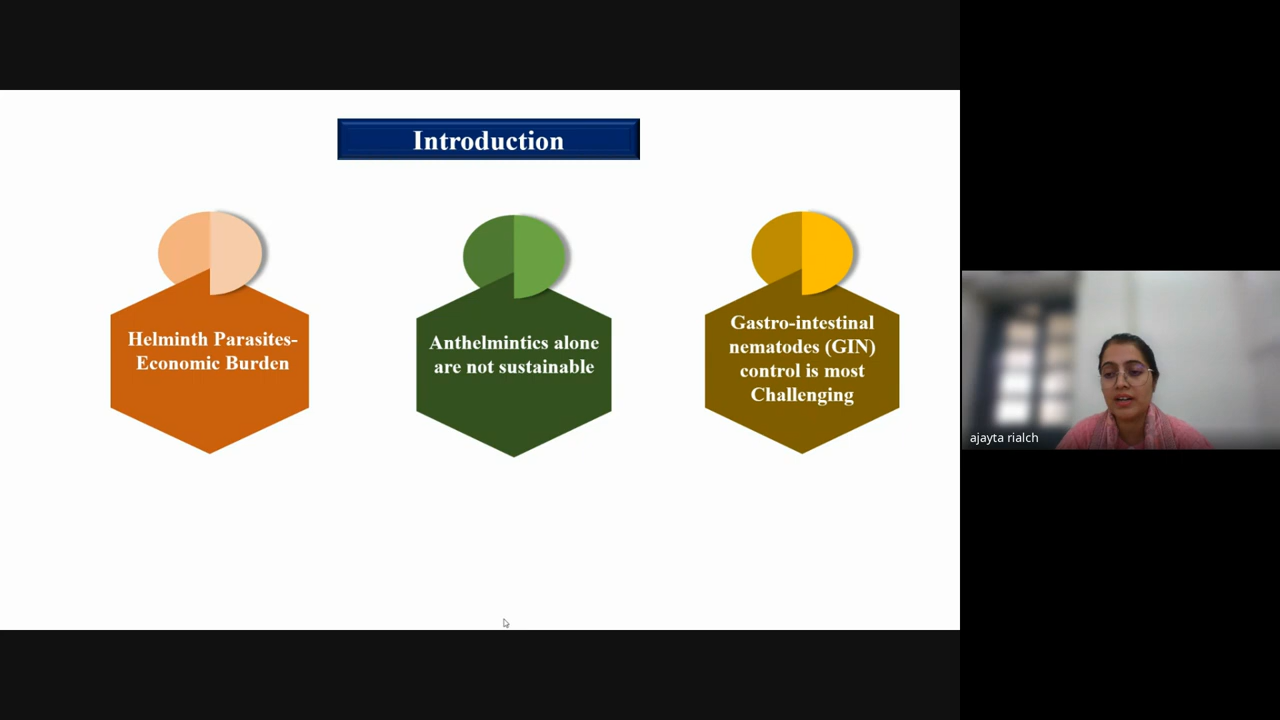 Introduction
Helminth Parasites-
Economic Burden
Anthelmintics alone
are not sustainable
Gastro-intestinal
nematodes (GIN)
control is most
Challenging
ajayta rialch